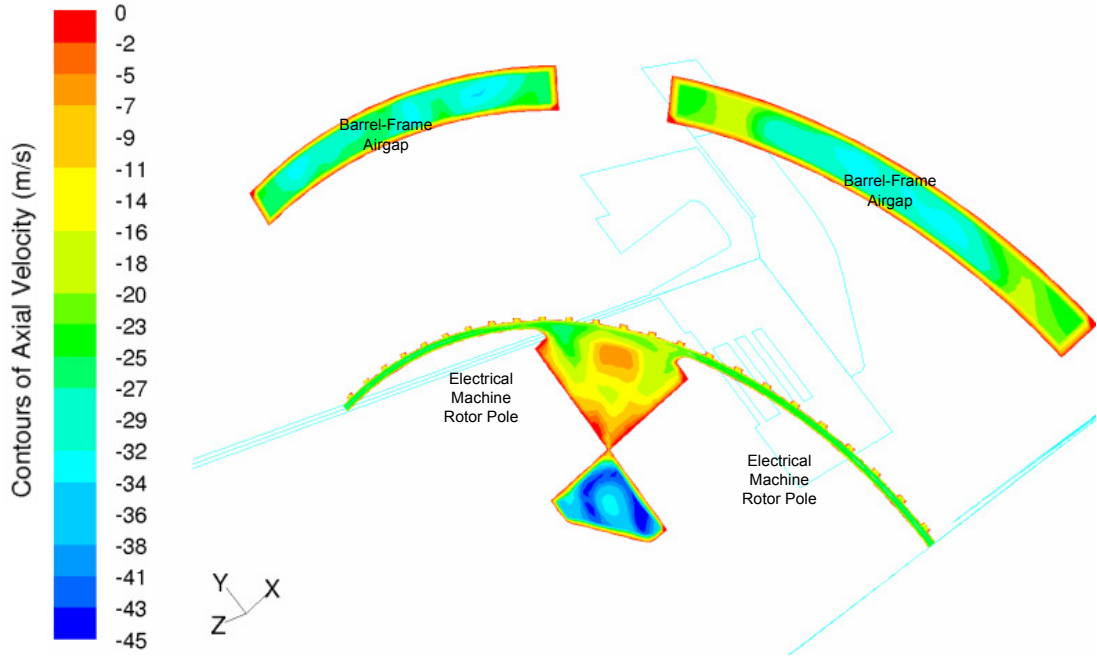 Contours of Axial Velocity (m/s)
0
-2
-5
-7
-9
-11
-14
-16
-18
-20
-23
-25
-27
-29
-32
-34
-36
-38
-41
-43
-45
Barrel-Frame
Airgap
Barrel-Frame
Airgap
Electrical
Machine
Rotor Pole
Electrical
Machine
Rotor Pole
Y
X
Z